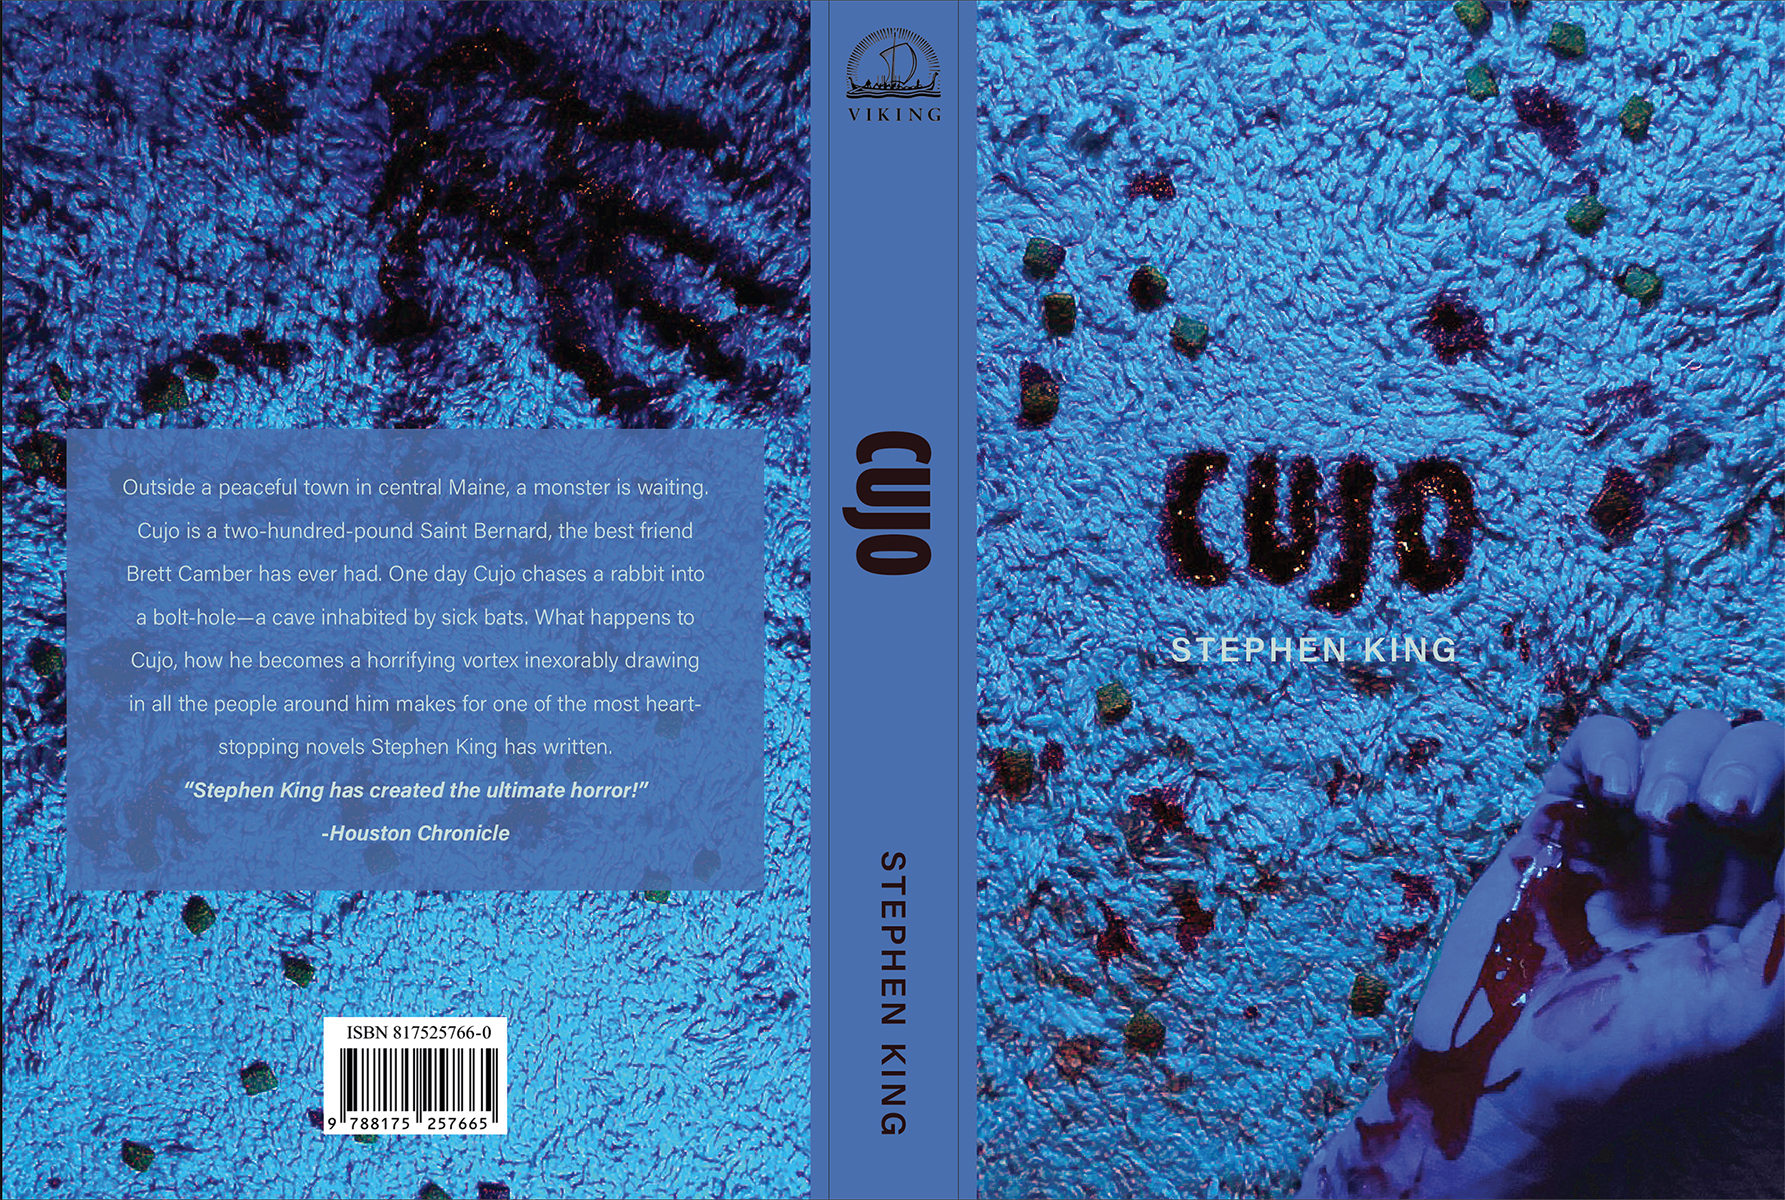 Outside a peaceful town in central Maine, a monster is waiting.
Cujo is a two-hundred-pound Saint Bernard, the best friend
Brett Camber has ever had. One day Cujo chases a rabbit into
a bolt-hole—a cave inhabited by sick bats. What happens to
Cujo, how he becomes a horrifying vortex inexorably drawing
in all the people around him makes for one of the most heart-
stopping novels Stephen King has written.
“Stephen King has created the ultimate horror!”
-Houston Chronicle
ISBN 817525766-0
9 788175 257665
VIKING
CUJO
STEPHEN KING
CUJO
STEPHEN KING